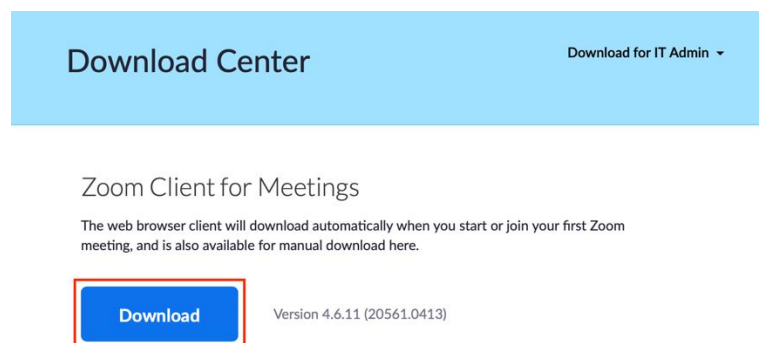 Download Center
Download for IT Admin
Zoom Client for Meetings
The web browser client will download automatically when you start or join your first Zoom
meeting, and is also available for manual download here.
Download
Version 4.6.11 (20561.0413)